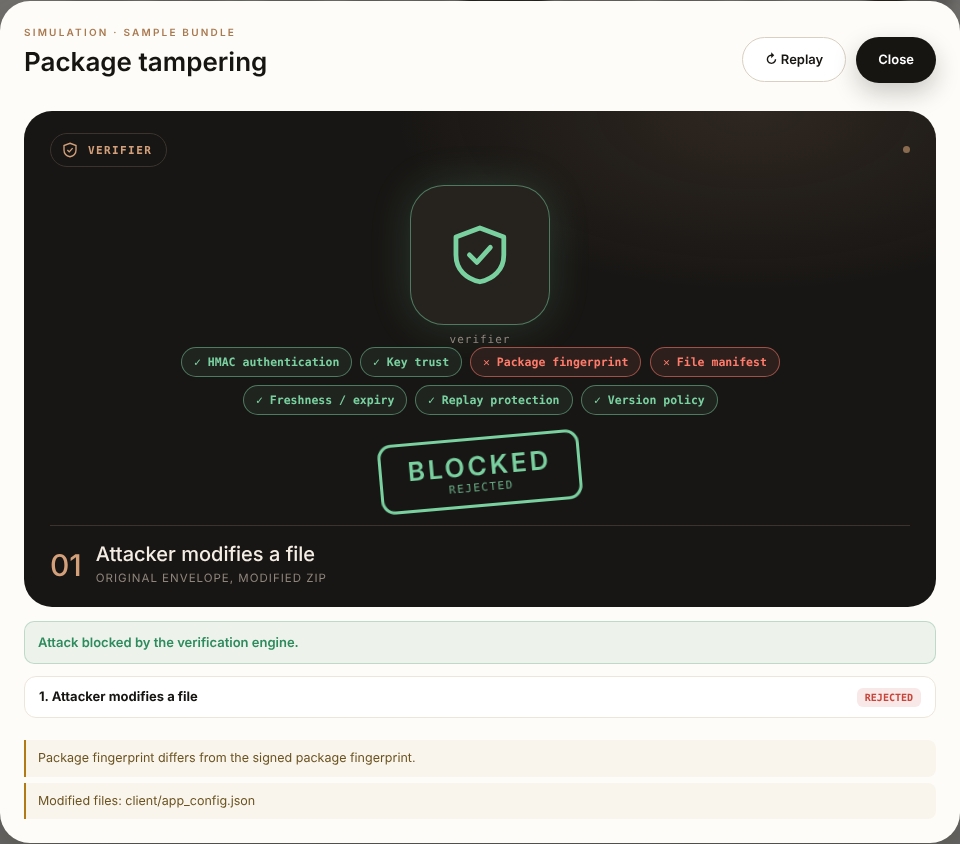 SIMULATION · SAMPLE BUNDLE
Package tampering
↻ Replay
Close
VERIFIER
verifier
✓ HMAC authentication ✓ Key trust × Package fingerprint × File manifest
✓ Freshness / expiry ✓ Replay protection ✓ Version policy
BLOCKED
REJECTED
01 Attacker modifies a file
ORIGINAL ENVELOPE, MODIFIED ZIP
Attack blocked by the verification engine.
1. Attacker modifies a file REJECTED
Package fingerprint differs from the signed package fingerprint.
Modified files: client/app_config.json